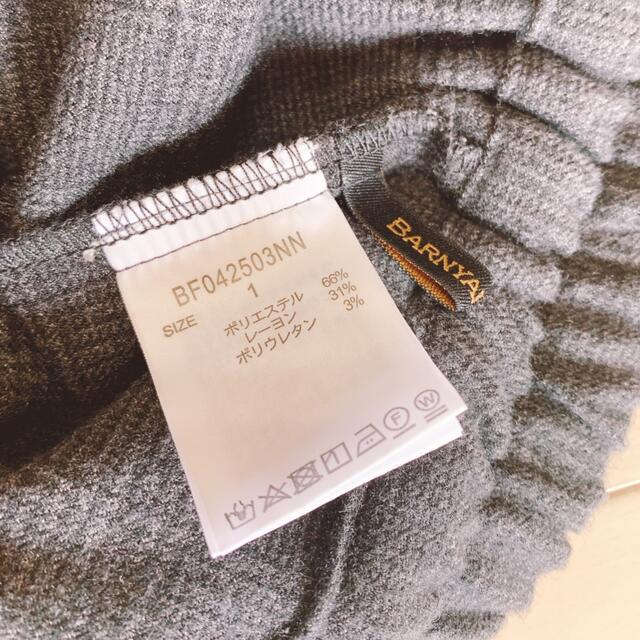 BF042503NN
SIZE 1
ポリエステル 66%
レーヨン 31%
ポリウレタン 3%
F W
BARNYA